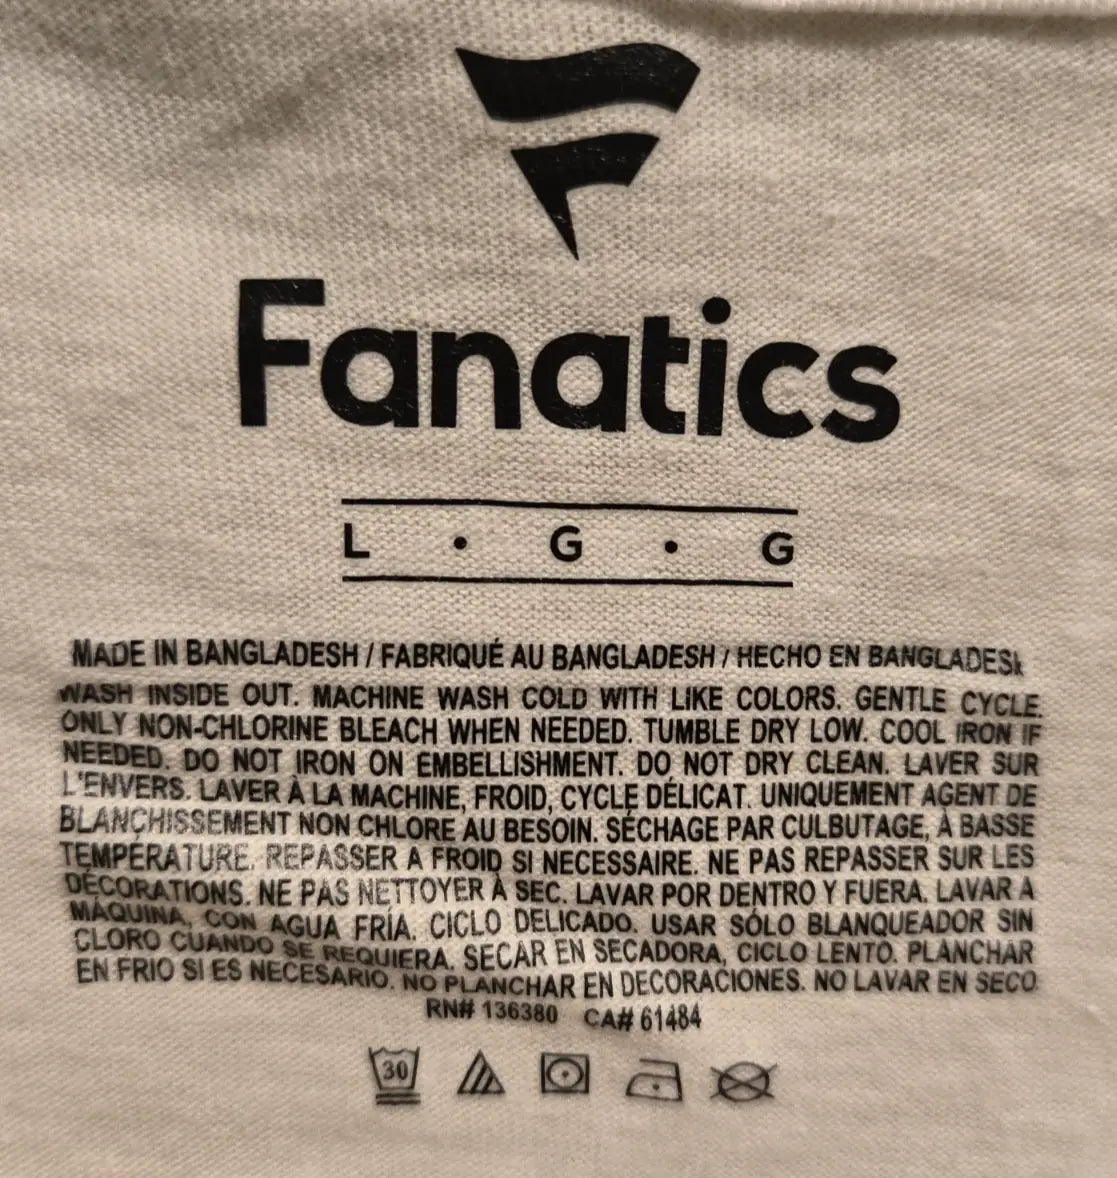 Fanatics
L • G • G
MADE IN BANGLADESH / FABRIQUÉ AU BANGLADESH / HECHO EN BANGLADESH
WASH INSIDE OUT. MACHINE WASH COLD WITH LIKE COLORS. GENTLE CYCLE.
ONLY NON-CHLORINE BLEACH WHEN NEEDED. TUMBLE DRY LOW. COOL IRON IF
NEEDED. DO NOT IRON ON EMBELLISHMENT. DO NOT DRY CLEAN. LAVER SUR
L'ENVERS. LAVER À LA MACHINE, FROID, CYCLE DÉLICAT. UNIQUEMENT AGENT DE
BLANCHISSEMENT NON CHLORE AU BESOIN. SÉCHAGE PAR CULBUTAGE, À BASSE
TEMPÉRATURE. REPASSER A FROID SI NECESSAIRE. NE PAS REPASSER SUR LES
DÉCORATIONS. NE PAS NETTOYER À SEC. LAVAR POR DENTRO Y FUERA. LAVAR A
MÁQUINA, CON AGUA FRÍA. CICLO DELICADO. USAR SÓLO BLANQUEADOR SIN
CLORO CUANDO SE REQUIERA. SECAR EN SECADORA, CICLO LENTO. PLANCHAR
EN FRIO SI ES NECESARIO. NO PLANCHAR EN DECORACIONES. NO LAVAR EN SECO
RN# 136380 CA# 61484
30